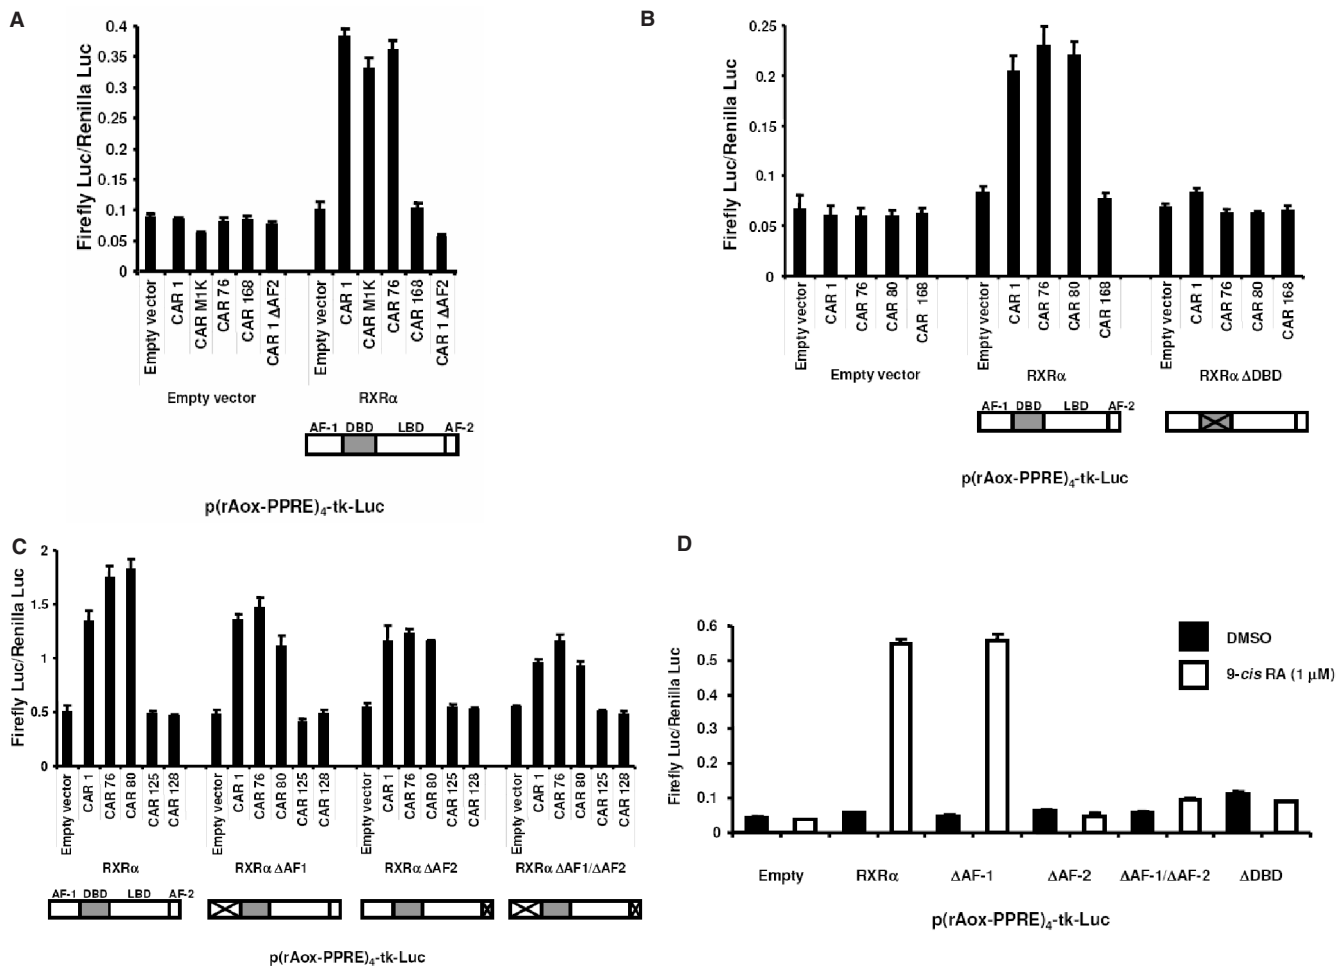 A
Firefly Luc/Renilla Luc
0.4
0.35
0.3
0.25
0.2
0.15
0.1
0.05
0
Empty vector
CAR 1
CAR M1K
CAR 76
CAR 168
CAR 1 ΔAF2
Empty vector
CAR 1
CAR M1K
CAR 76
CAR 168
CAR 1 ΔAF2
Empty vector
RXRα
AF-1 DBD LBD AF-2
p(rAox-PPRE)4-tk-Luc
B
Firefly Luc/Renilla Luc
0.25
0.2
0.15
0.1
0.05
0
Empty vector
CAR 1
CAR 76
CAR 80
CAR 168
Empty vector
CAR 1
CAR 76
CAR 80
CAR 168
Empty vector
CAR 1
CAR 76
CAR 80
CAR 168
Empty vector
RXRα
RXRα ΔDBD
AF-1 DBD LBD AF-2
p(rAox-PPRE)4-tk-Luc
C
Firefly Luc/Renilla Luc
2
1.5
1
0.5
0
Empty vector
CAR 1
CAR 76
CAR 80
CAR 125
CAR 128
Empty vector
CAR 1
CAR 76
CAR 80
CAR 125
CAR 128
Empty vector
CAR 1
CAR 76
CAR 80
CAR 125
CAR 128
Empty vector
CAR 1
CAR 76
CAR 80
CAR 125
CAR 128
RXRα
RXRα ΔAF1
RXRα ΔAF2
RXRα ΔAF1/ΔAF2
AF-1 DBD LBD AF-2
p(rAox-PPRE)4-tk-Luc
D
Firefly Luc/Renilla Luc
0.6
0.5
0.4
0.3
0.2
0.1
0
DMSO
9-cis RA (1 μM)
Empty
RXRα
ΔAF-1
ΔAF-2
ΔAF-1/ΔAF-2
ΔDBD
p(rAox-PPRE)4-tk-Luc